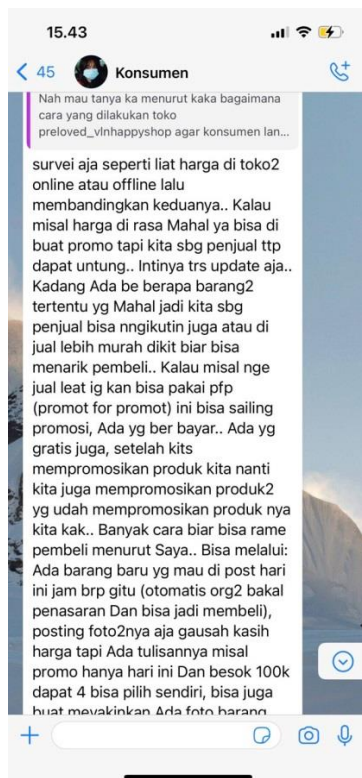 15.43
45
Konsumen
Nah mau tanya ka menurut kaka bagaimana
cara yang dilakukan toko
preloved_vlnhappyshop agar konsumen lan...
survei aja seperti liat harga di toko2
online atau offline lalu
membandingkan keduanya.. Kalau
misal harga di rasa Mahal ya bisa di
buat promo tapi kita sbg penjual ttp
dapat untung.. Intinya trs update aja..
Kadang Ada be berapa barang2
tertentu yg Mahal jadi kita sbg
penjual bisa nngikutin juga atau di
jual lebih murah dikit biar bisa
menarik pembeli.. Kalau misal nge
jual leat ig kan bisa pakai pfp
(promot for promot) ini bisa sailing
promosi, Ada yg ber bayar.. Ada yg
gratis juga, setelah kits
mempromosikan produk kita nanti
kita juga mempromosikan produk2
yg udah mempromosikan produk nya
kita kak.. Banyak cara biar bisa rame
pembeli menurut Saya.. Bisa melalui:
Ada barang baru yg mau di post hari
ini jam brp gitu (otomatis org2 bakal
penasaran Dan bisa jadi membeli),
posting foto2nya aja gausah kasih
harga tapi Ada tulisannya misal
promo hanya hari ini Dan besok 100k
dapat 4 bisa pilih sendiri, bisa juga
buat meyakinkan Ada foto barang